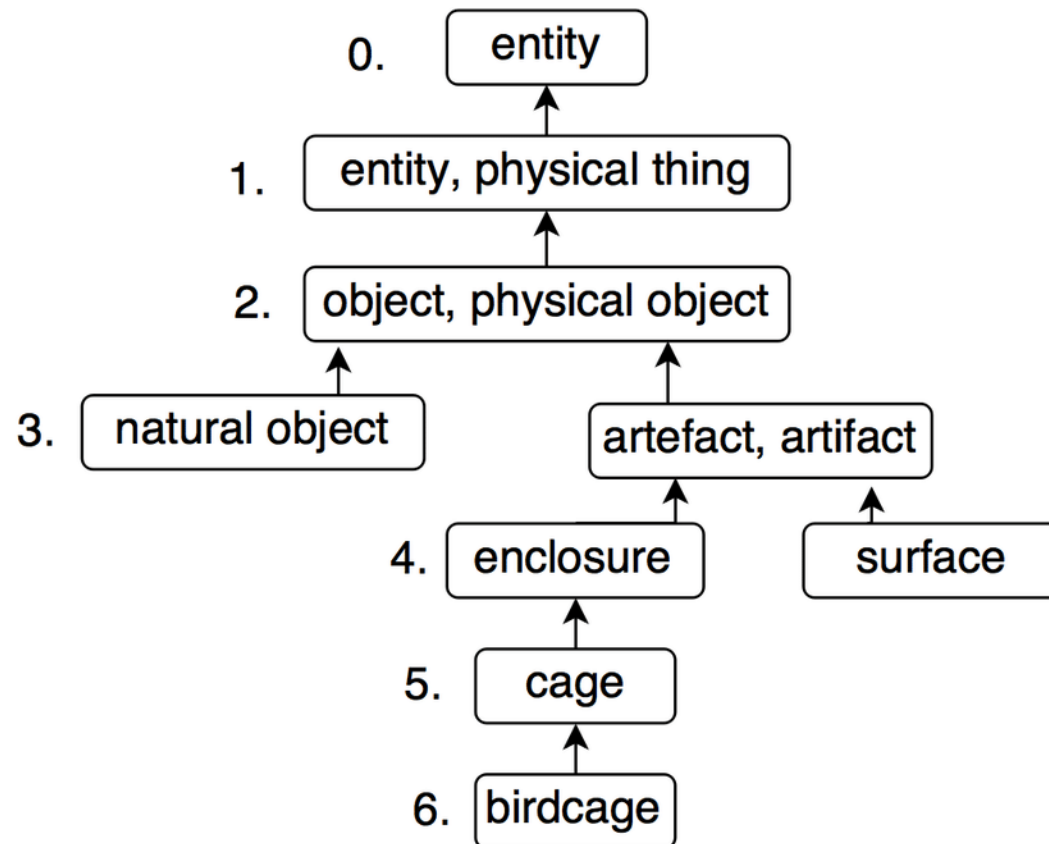 0. entity
1. entity, physical thing
2. object, physical object
3. natural object
artefact, artifact
4. enclosure
surface
5. cage
6. birdcage